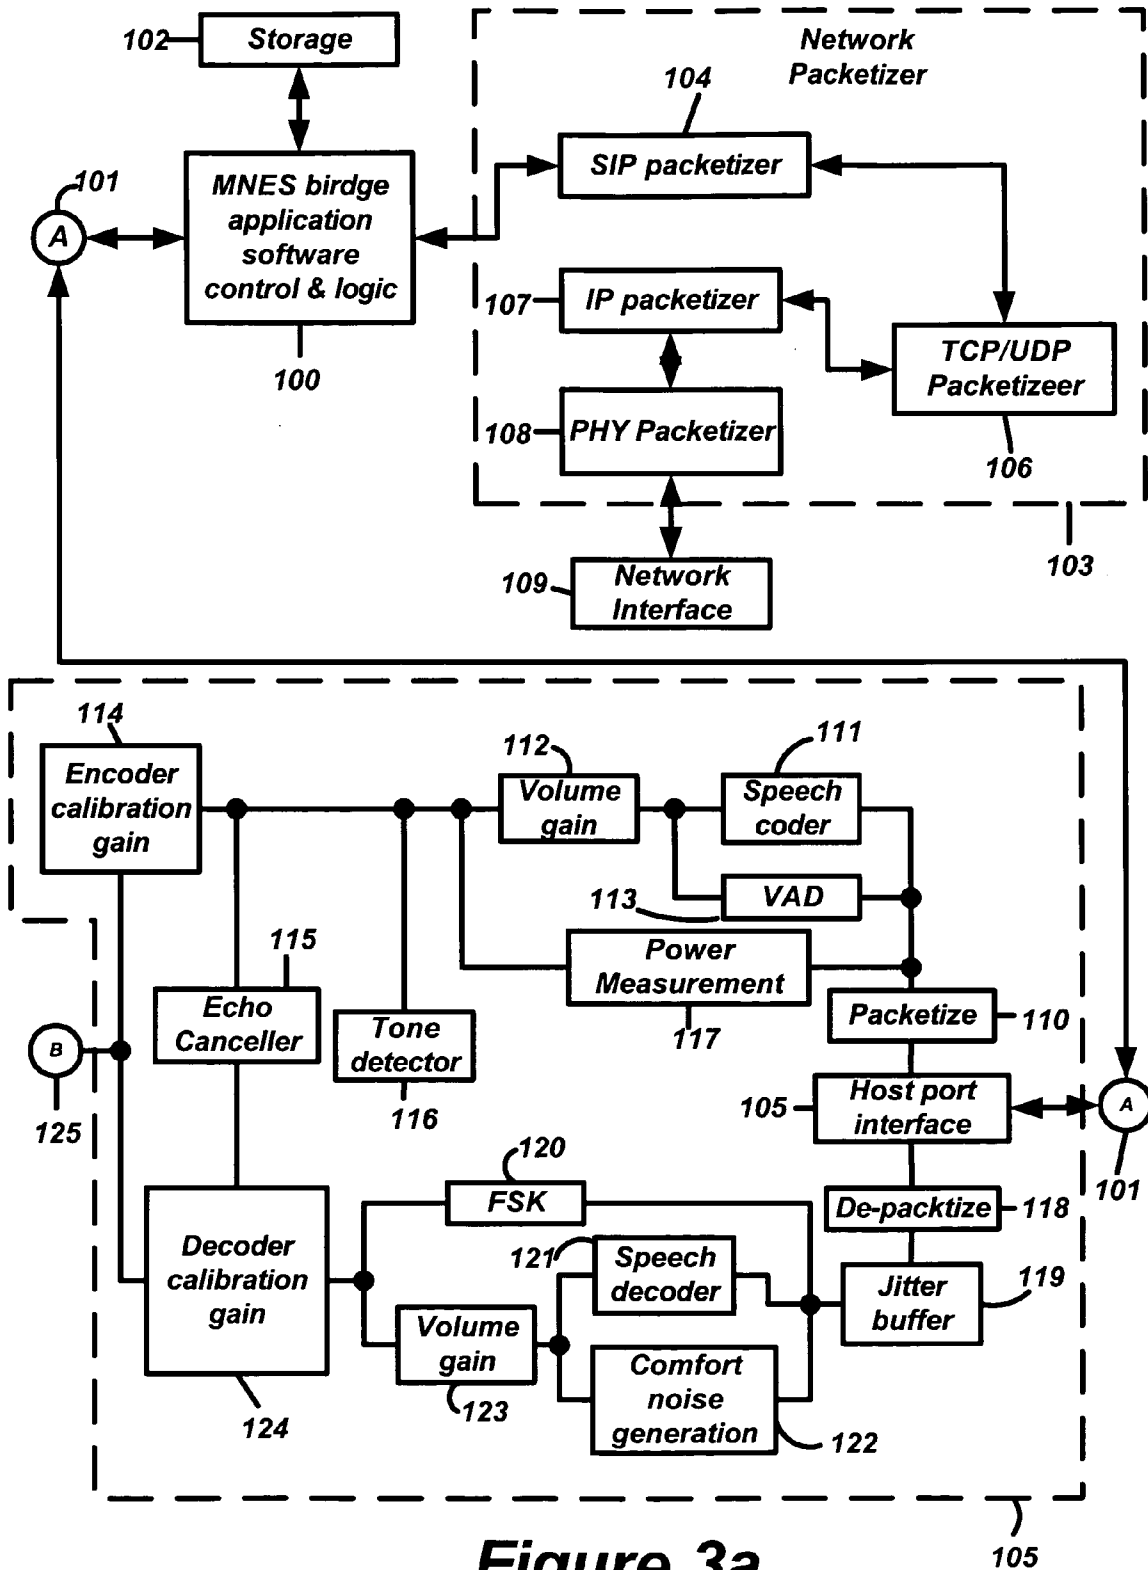 102
Storage
Network
Packetizer
104
SIP packetizer
101
A
MNES birdge
application
software
control & logic
100
107
IP packetizer
TCP/UDP
Packetizeer
108
PHY Packetizer
106
103
109
Network
Interface
114
Encoder
calibration
gain
112
Volume
gain
111
Speech
coder
113
VAD
115
Echo
Canceller
Power
Measurement
117
Tone
detector
116
Packetize
110
B
125
105
Host port
interface
A
101
120
FSK
De-packtize
118
Decoder
calibration
gain
124
121
Speech
decoder
Jitter
buffer
119
Volume
gain
123
Comfort
noise
generation
122
105
Figure 3a